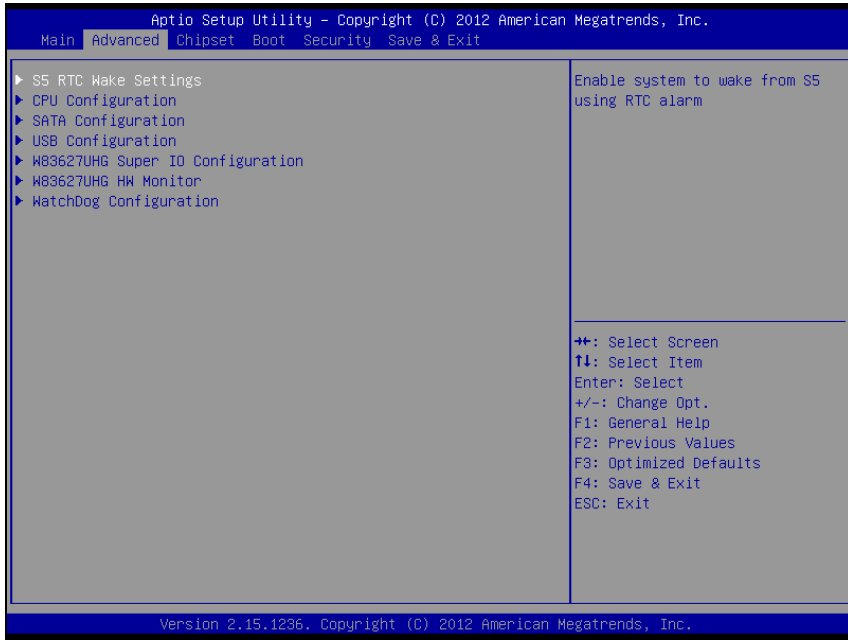 Aptio Setup Utility – Copyright (C) 2012 American Megatrends, Inc.
Main Advanced Chipset Boot Security Save & Exit
▶ S5 RTC Wake Settings
▶ CPU Configuration
▶ SATA Configuration
▶ USB Configuration
▶ W83627UHG Super IO Configuration
▶ W83627UHG HW Monitor
▶ WatchDog Configuration
Enable system to wake from S5
using RTC alarm
→←: Select Screen
↑↓: Select Item
Enter: Select
+/-: Change Opt.
F1: General Help
F2: Previous Values
F3: Optimized Defaults
F4: Save & Exit
ESC: Exit
Version 2.15.1236. Copyright (C) 2012 American Megatrends, Inc.